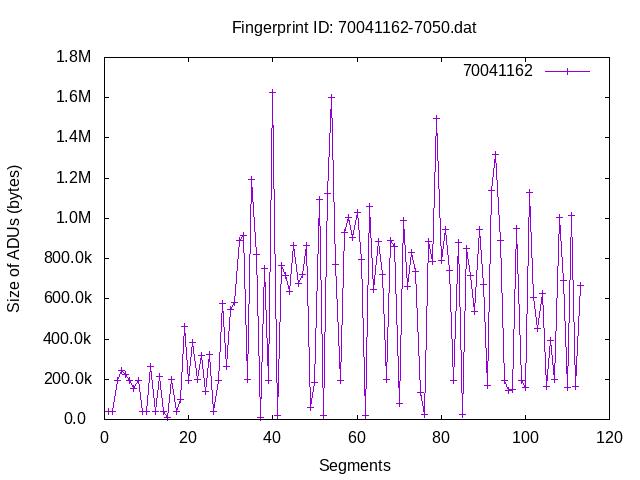 Fingerprint ID: 70041162-7050.dat
70041162
Size of ADUs (bytes)
1.8M
1.6M
1.4M
1.2M
1.0M
800.0k
600.0k
400.0k
200.0k
0.0
0 20 40 60 80 100 120
Segments